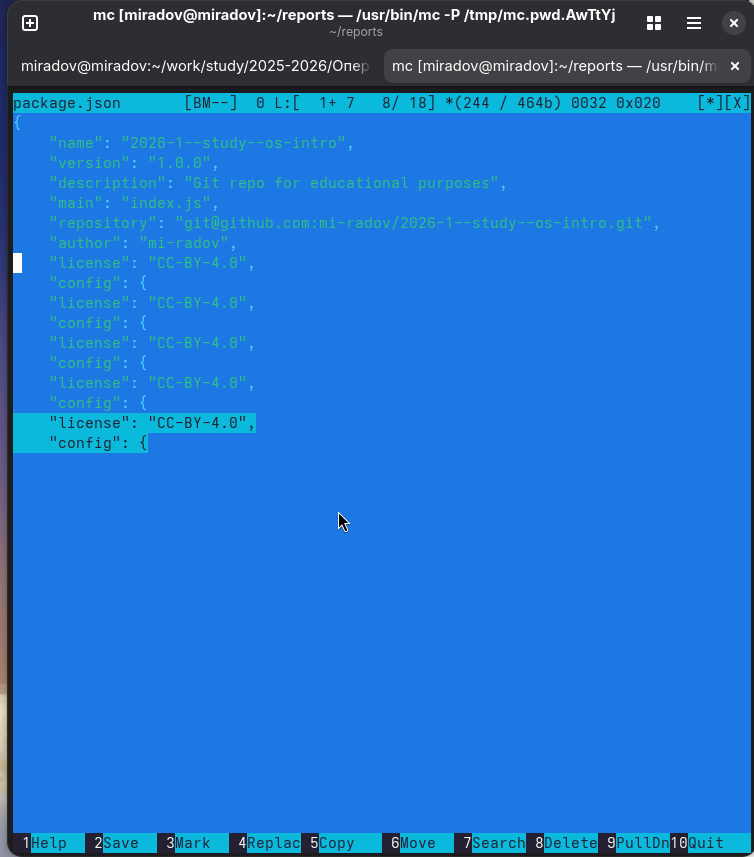 mc [miradov@miradov]:~/reports — /usr/bin/mc -P /tmp/mc.pwd.AwTtYj
~/reports
miradov@miradov:~/work/study/2025-2026/Опер
mc [miradov@miradov]:~/reports — /usr/bin/m
package.json       [BM--]  0 L:[  1+ 7   8/ 18] *(244 / 464b) 0032 0x020    [*][X]
{
    "name": "2026-1--study--os-intro",
    "version": "1.0.0",
    "description": "Git repo for educational purposes",
    "main": "index.js",
    "repository": "git@github.com:mi-radov/2026-1--study--os-intro.git",
    "author": "mi-radov",
    "license": "CC-BY-4.0",
    "config": {
    "license": "CC-BY-4.0",
    "config": {
    "license": "CC-BY-4.0",
    "config": {
    "license": "CC-BY-4.0",
    "config": {
    "license": "CC-BY-4.0",
    "config": {
1Help  2Save  3Mark  4Replac 5Copy  6Move  7Search 8Delete 9PullDn 10Quit